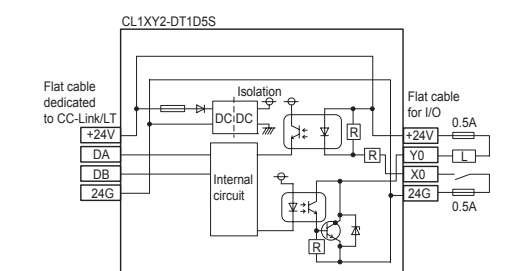 CL1XY2-DT1D5S
Flat cable
dedicated
to CC-Link/LT
+24V
DA
DB
24G
Isolation
DC DC
Internal
circuit
R
R
R
Flat cable
for I/O
0.5A
+24V
Y0
L
X0
24G
0.5A